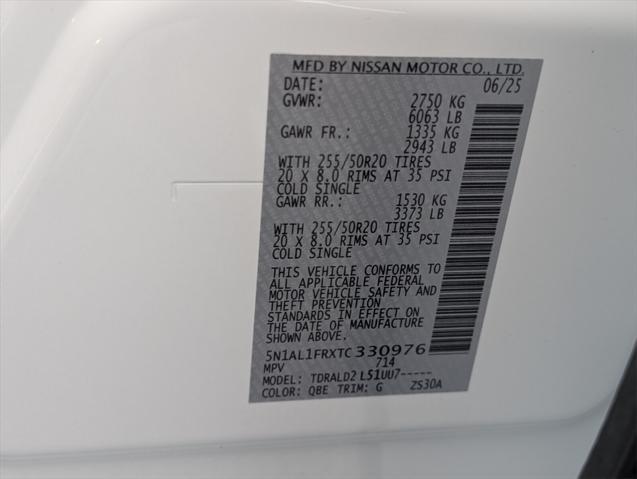 MFD BY NISSAN MOTOR CO., LTD.
DATE: 06/25
GVWR: 2750 KG
6063 LB
GAWR FR.: 1335 KG
2943 LB
WITH 255/50R20 TIRES
20 X 8.0 RIMS AT 35 PSI
COLD SINGLE
GAWR RR.: 1530 KG
3373 LB
WITH 255/50R20 TIRES
20 X 8.0 RIMS AT 35 PSI
COLD SINGLE
THIS VEHICLE CONFORMS TO
ALL APPLICABLE FEDERAL
MOTOR VEHICLE SAFETY AND
THEFT PREVENTION
STANDARDS IN EFFECT ON
THE DATE OF MANUFACTURE
SHOWN ABOVE.
5N1AL1FRXTC330976
MPV 714
MODEL: TDRALD2 LS1UU7-----
COLOR: QBE TRIM: G ZS30A